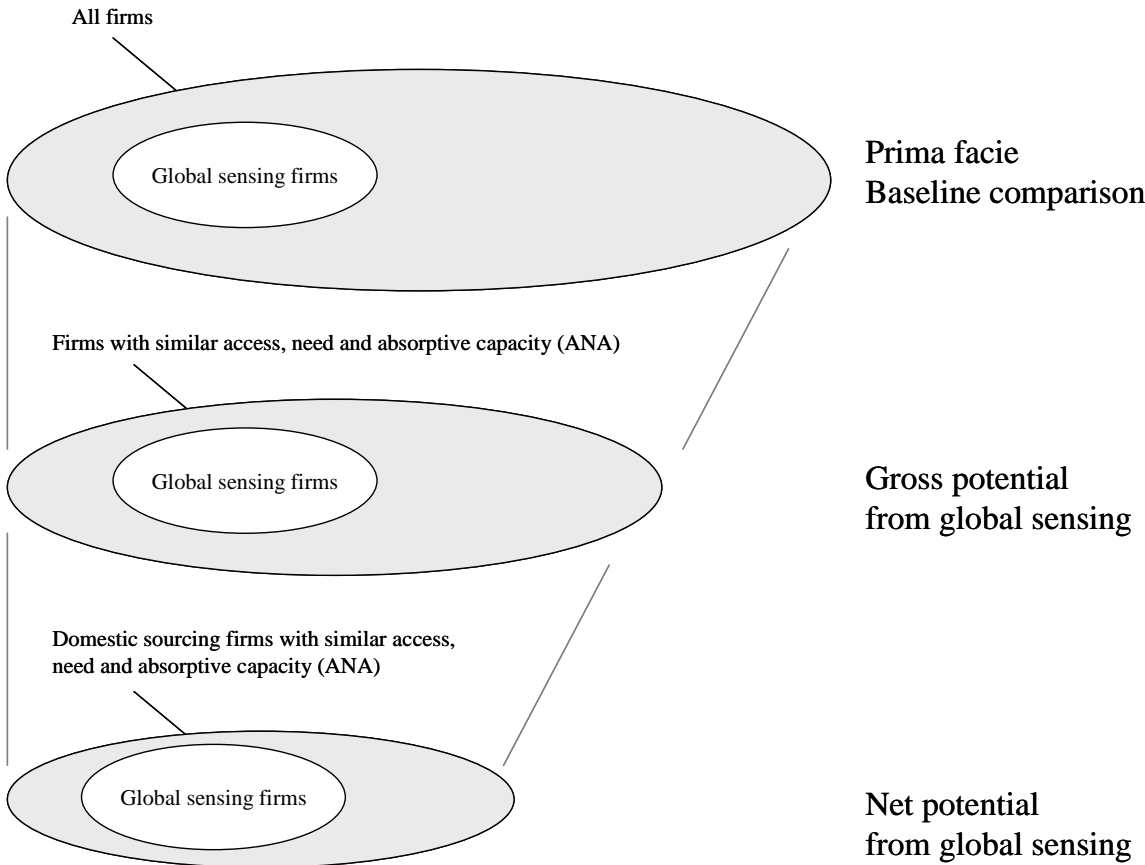 All firms
Global sensing firms
Prima facie
Baseline comparison
Firms with similar access, need and absorptive capacity (ANA)
Global sensing firms
Gross potential
from global sensing
Domestic sourcing firms with similar access,
need and absorptive capacity (ANA)
Global sensing firms
Net potential
from global sensing